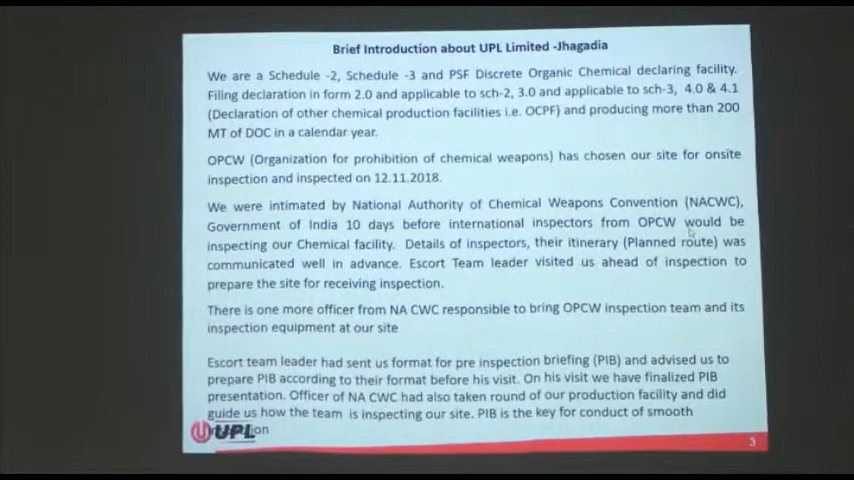 Brief Introduction about UPL Limited -Jhagadia
We are a Schedule -2, Schedule -3 and PSF Discrete Organic Chemical declaring facility.
Filing declaration in form 2.0 and applicable to sch-2, 3.0 and applicable to sch-3, 4.0 & 4.1
(Declaration of other chemical production facilities i.e. OCPF) and producing more than 200
MT of DOC in a calendar year.
OPCW (Organization for prohibition of chemical weapons) has chosen our site for onsite
inspection and inspected on 12.11.2018.
We were intimated by National Authority of Chemical Weapons Convention (NACWC),
Government of India 10 days before international inspectors from OPCW would be
inspecting our Chemical facility. Details of inspectors, their itinerary (Planned route) was
communicated well in advance. Escort Team leader visited us ahead of inspection to
prepare the site for receiving inspection.
There is one more officer from NA CWC responsible to bring OPCW inspection team and its
inspection equipment at our site
Escort team leader had sent us format for pre inspection briefing (PIB) and advised us to
prepare PIB according to their format before his visit. On his visit we have finalized PIB
presentation. Officer of NA CWC had also taken round of our production facility and did
guide us how the team is inspecting our site. PIB is the key for conduct of smooth
UPL
3